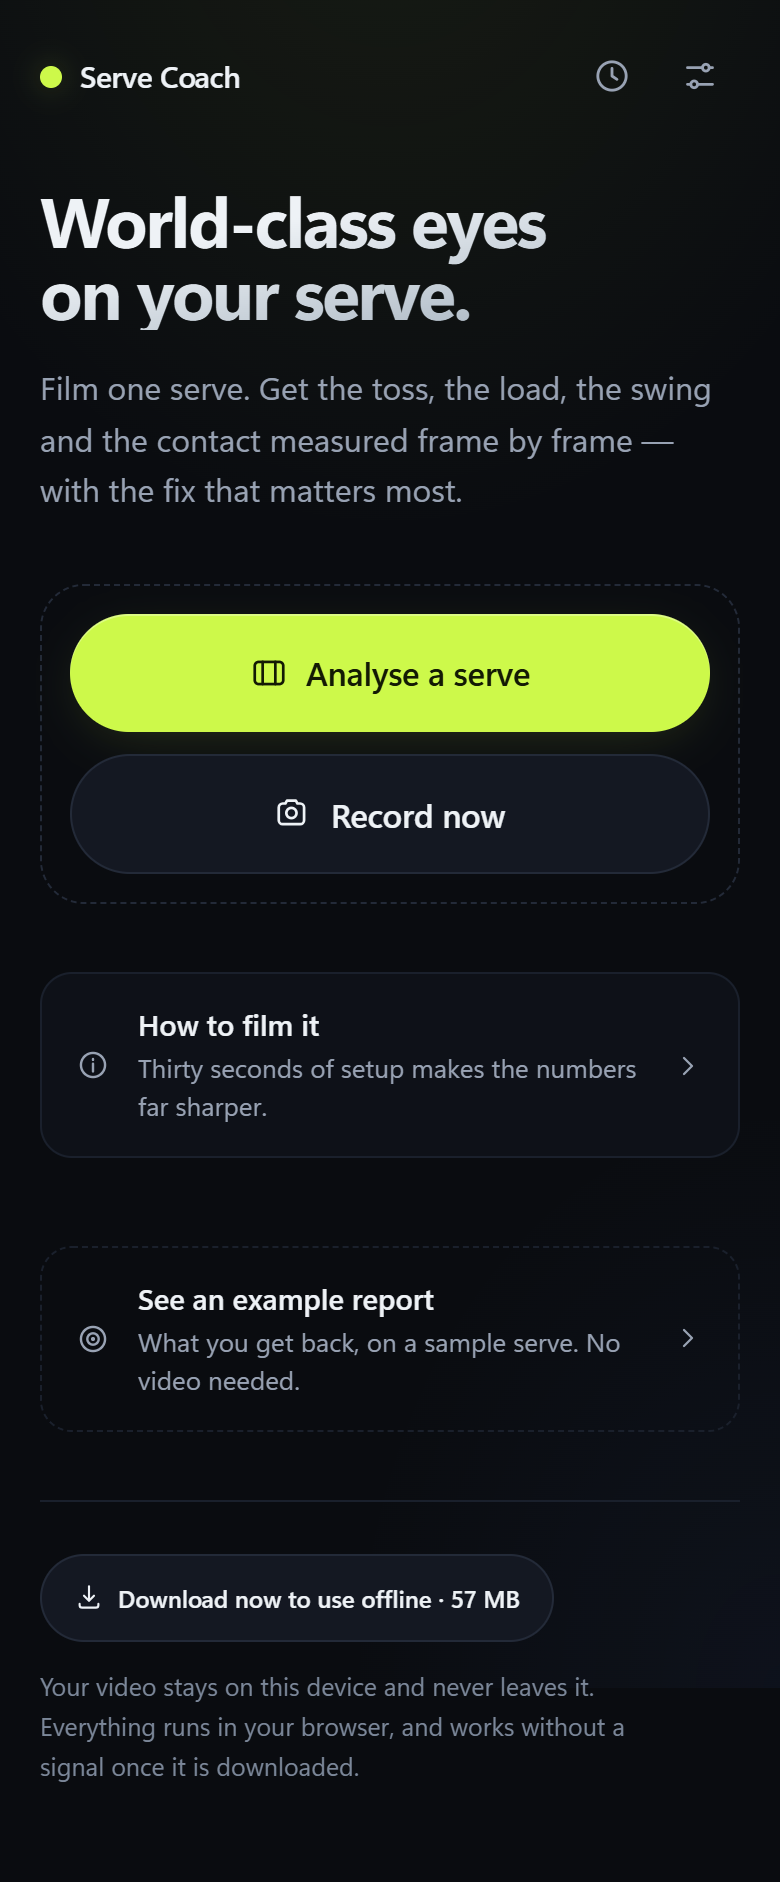 Serve Coach
World-class eyes
on your serve.
Film one serve. Get the toss, the load, the swing
and the contact measured frame by frame —
with the fix that matters most.
Analyse a serve
Record now
How to film it
Thirty seconds of setup makes the numbers
far sharper.
See an example report
What you get back, on a sample serve. No
video needed.
Download now to use offline · 57 MB
Your video stays on this device and never leaves it.
Everything runs in your browser, and works without a
signal once it is downloaded.